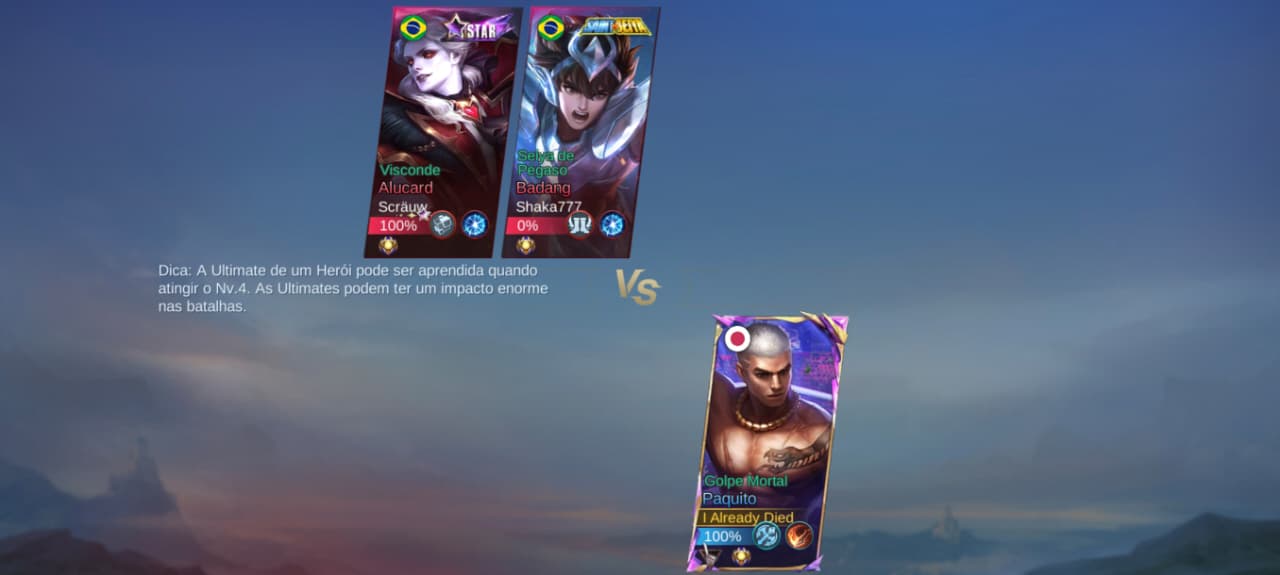 STAR
SAINT SEIYA
Visconde
Alucard
Scräuw
100%
Seiya de
Pégaso
Badang
Shaka777
0%
Dica: A Ultimate de um Herói pode ser aprendida quando
atingir o Nv.4. As Ultimates podem ter um impacto enorme
nas batalhas.
Vs
Golpe Mortal
Paquito
I Already Died
100%